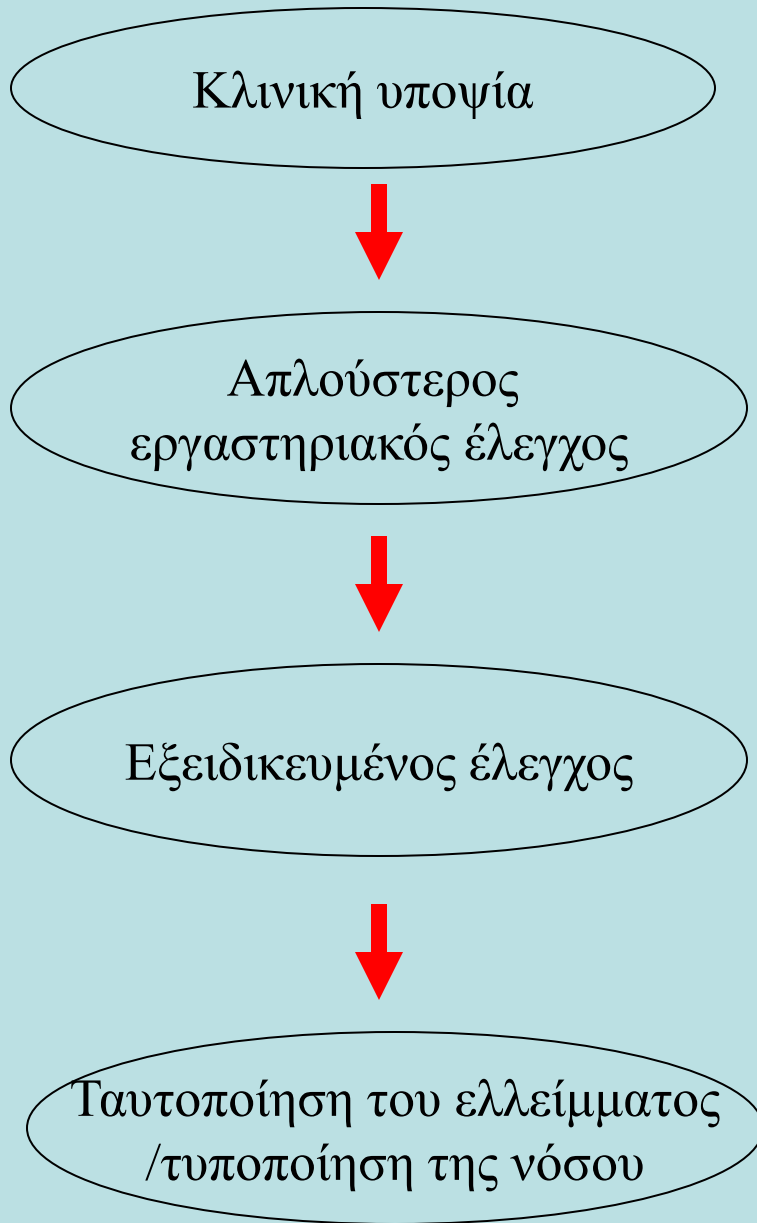 Κλινική υποψία
Απλούστερος
εργαστηριακός έλεγχος
Εξειδικευμένος έλεγχος
Ταυτοποίηση του ελλείμματος
/τυποποίηση της νόσου